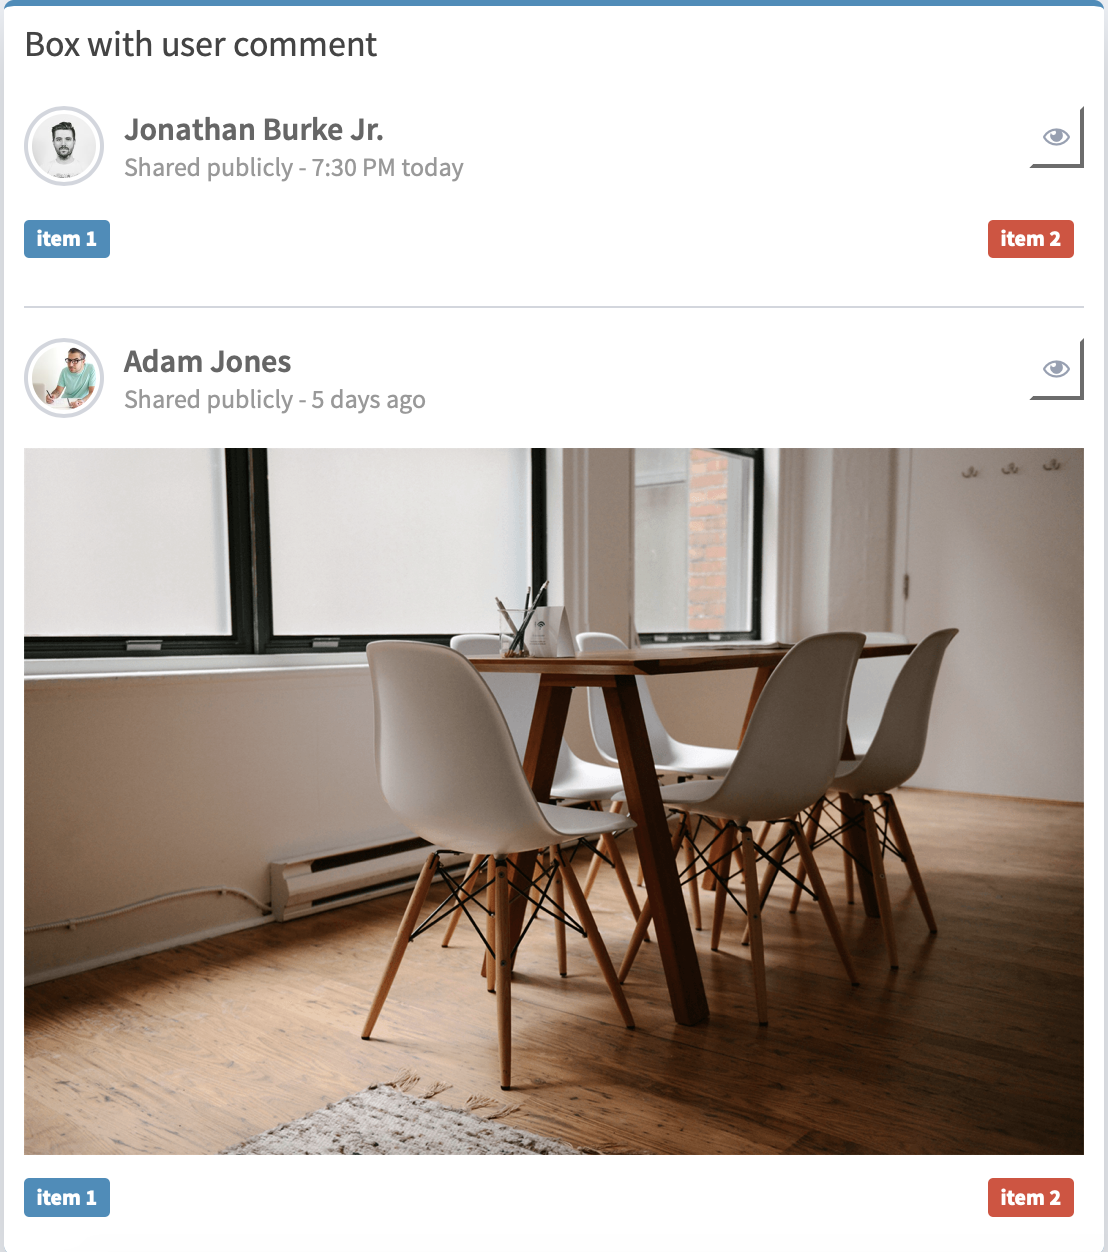 Box with user comment
Jonathan Burke Jr.
Shared publicly - 7:30 PM today
item 1
item 2
Adam Jones
Shared publicly - 5 days ago
item 1
item 2